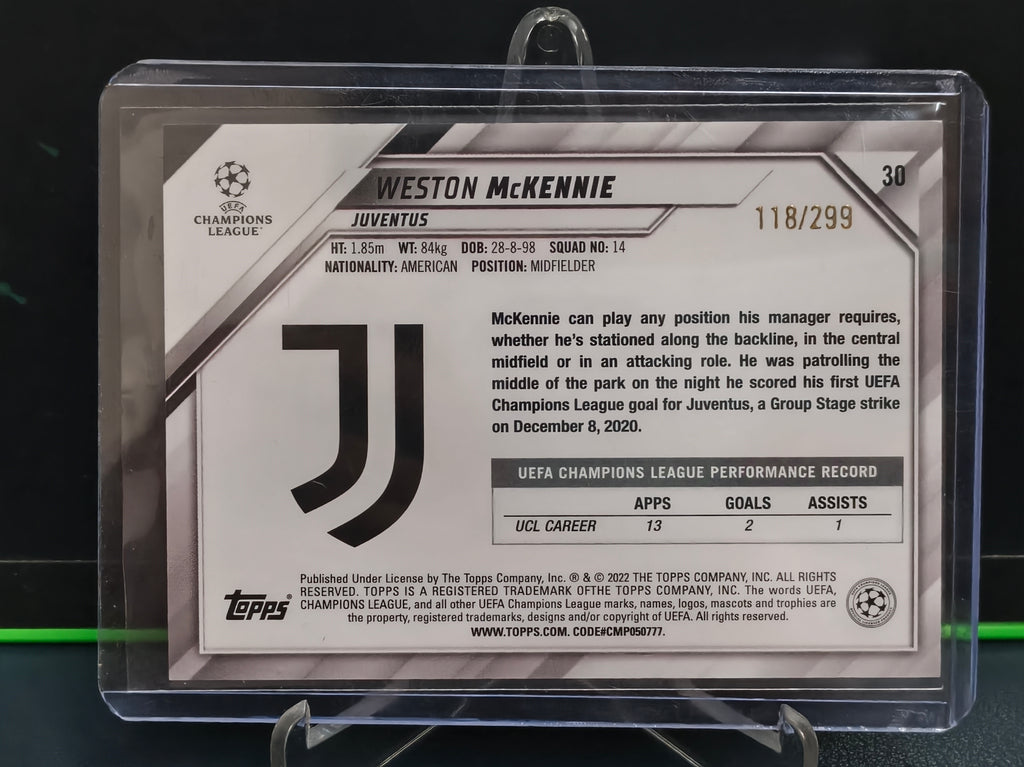 30
UEFA
CHAMPIONS
LEAGUE
WESTON McKENNIE
JUVENTUS
118/299
HT: 1.85m WT: 84kg DOB: 28-8-98 SQUAD NO: 14
NATIONALITY: AMERICAN POSITION: MIDFIELDER
McKennie can play any position his manager requires,
whether he's stationed along the backline, in the central
midfield or in an attacking role. He was patrolling the
middle of the park on the night he scored his first UEFA
Champions League goal for Juventus, a Group Stage strike
on December 8, 2020.
UEFA CHAMPIONS LEAGUE PERFORMANCE RECORD
APPS GOALS ASSISTS
UCL CAREER 13 2 1
Topps®
Published Under License by The Topps Company, Inc. ® & © 2022 THE TOPPS COMPANY, INC. ALL RIGHTS
RESERVED. TOPPS IS A REGISTERED TRADEMARK OFTHE TOPPS COMPANY, INC. The words UEFA,
CHAMPIONS LEAGUE, and all other UEFA Champions League marks, names, logos, mascots and trophies are
the property, registered trademarks, designs and/or copyright of UEFA. All rights reserved.
WWW.TOPPS.COM. CODE#CMP050777.